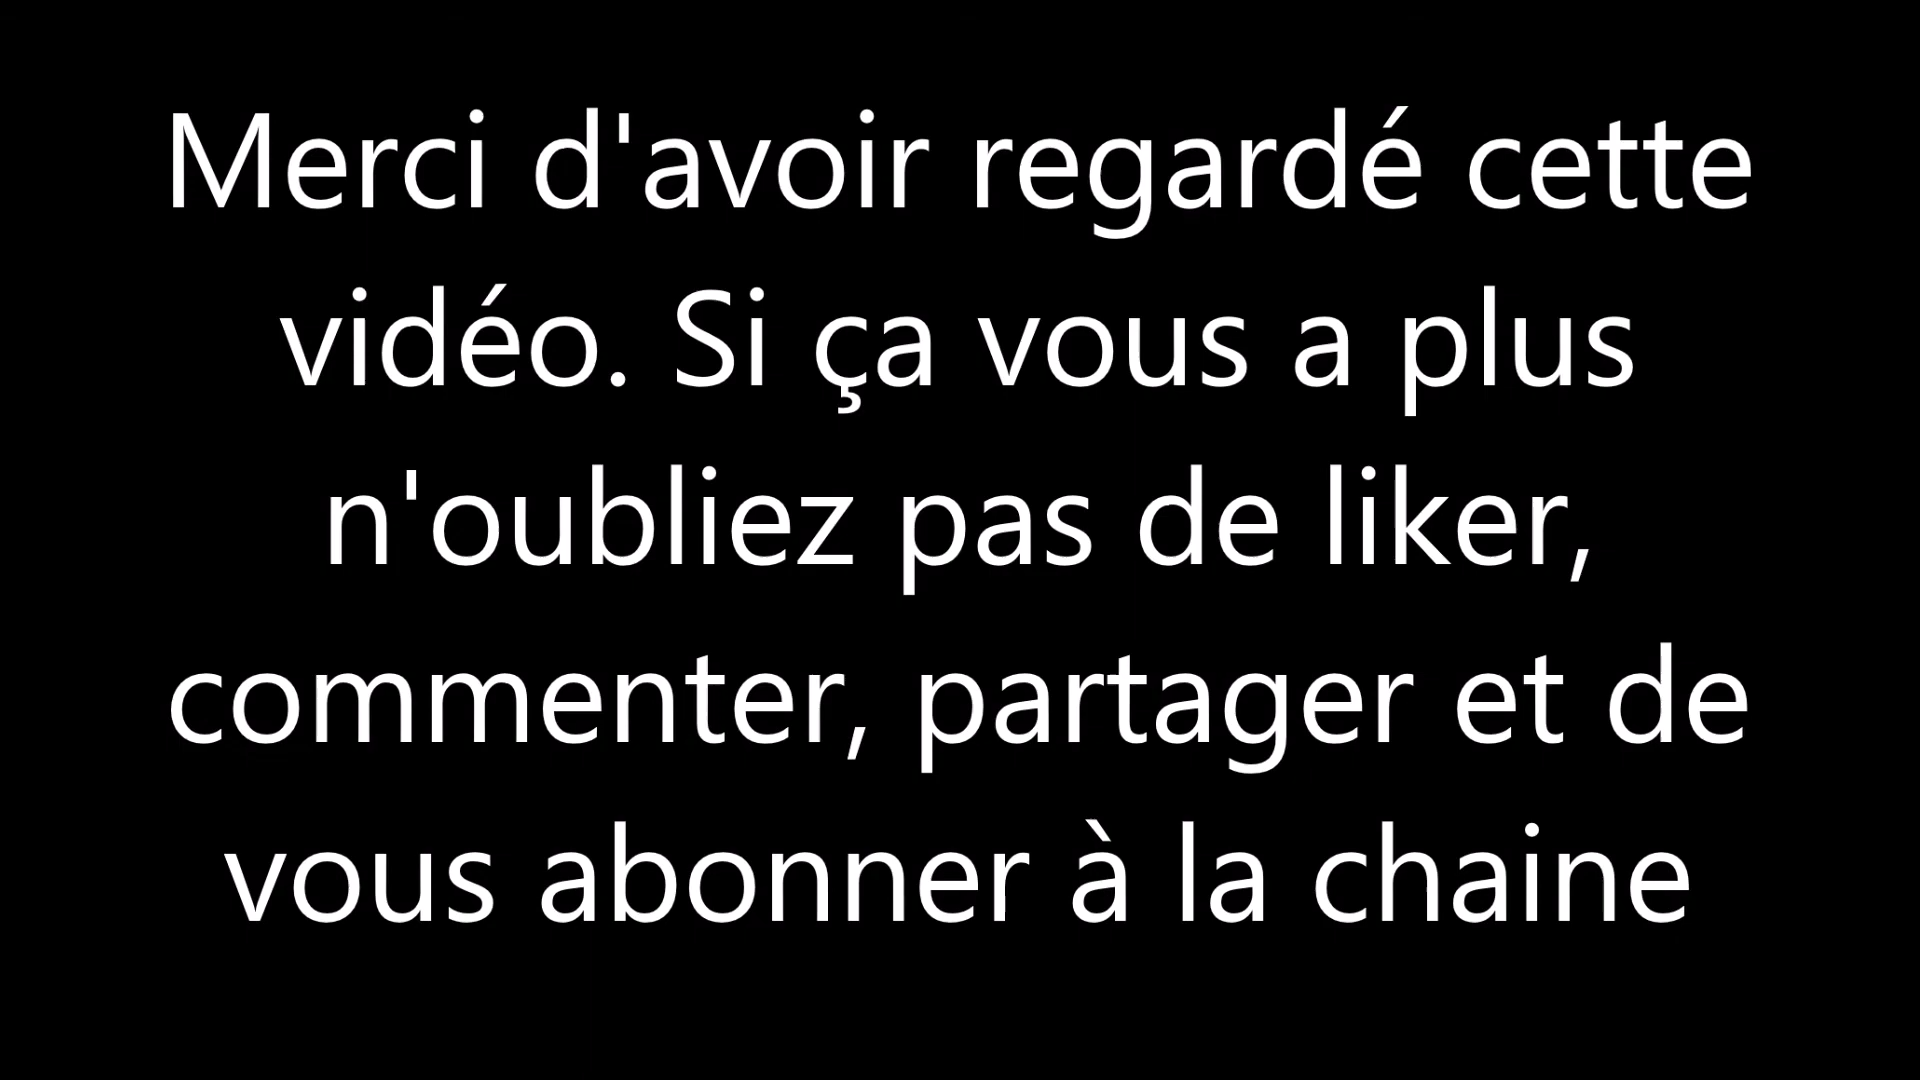 Merci d'avoir regardé cette
vidéo. Si ça vous a plus
n'oubliez pas de liker,
commenter, partager et de
vous abonner à la chaine